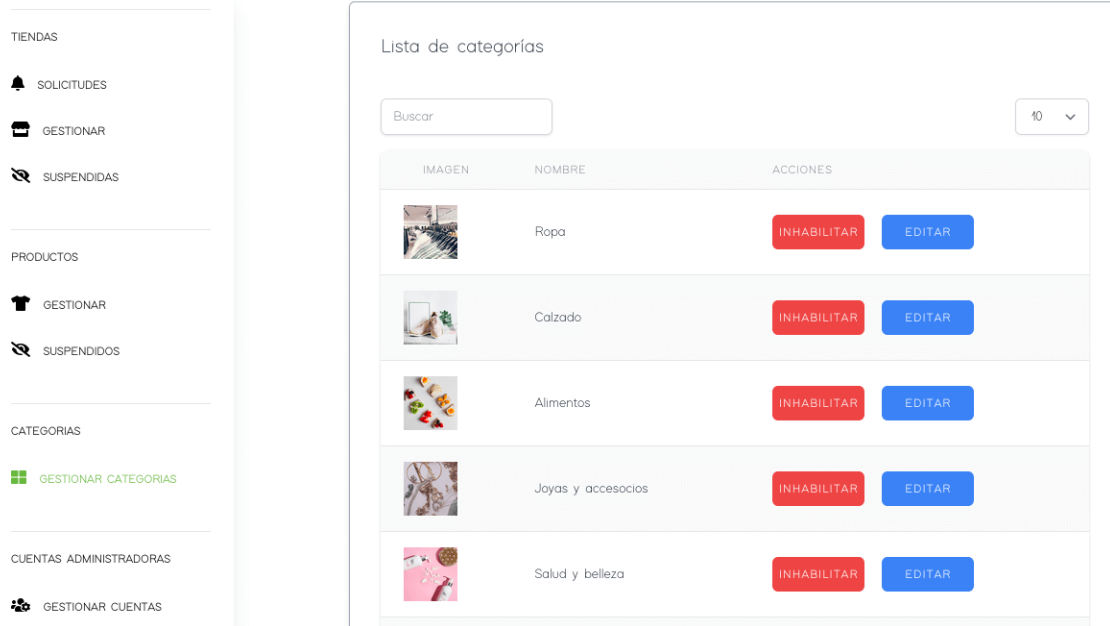 TIENDAS
SOLICITUDES
GESTIONAR
SUSPENDIDAS
PRODUCTOS
GESTIONAR
SUSPENDIDOS
CATEGORIAS
GESTIONAR CATEGORIAS
CUENTAS ADMINISTRADORAS
GESTIONAR CUENTAS
Lista de categorías
Buscar
10
IMAGEN NOMBRE ACCIONES
Ropa INHABILITAR EDITAR
Calzado INHABILITAR EDITAR
Alimentos INHABILITAR EDITAR
Joyas y accesocios INHABILITAR EDITAR
Salud y belleza INHABILITAR EDITAR